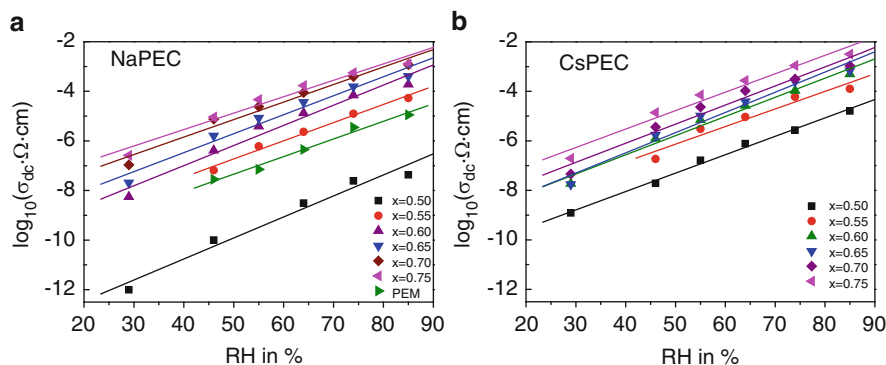 a
NaPEC
log10(σdc·Ω·cm)
-2
-4
-6
-8
-10
-12
20 30 40 50 60 70 80 90
RH in %
x=0.50
x=0.55
x=0.60
x=0.65
x=0.70
x=0.75
PEM
b
CsPEC
log10(σdc·Ω·cm)
-2
-4
-6
-8
-10
-12
20 30 40 50 60 70 80 90
RH in %
x=0.50
x=0.55
x=0.60
x=0.65
x=0.70
x=0.75